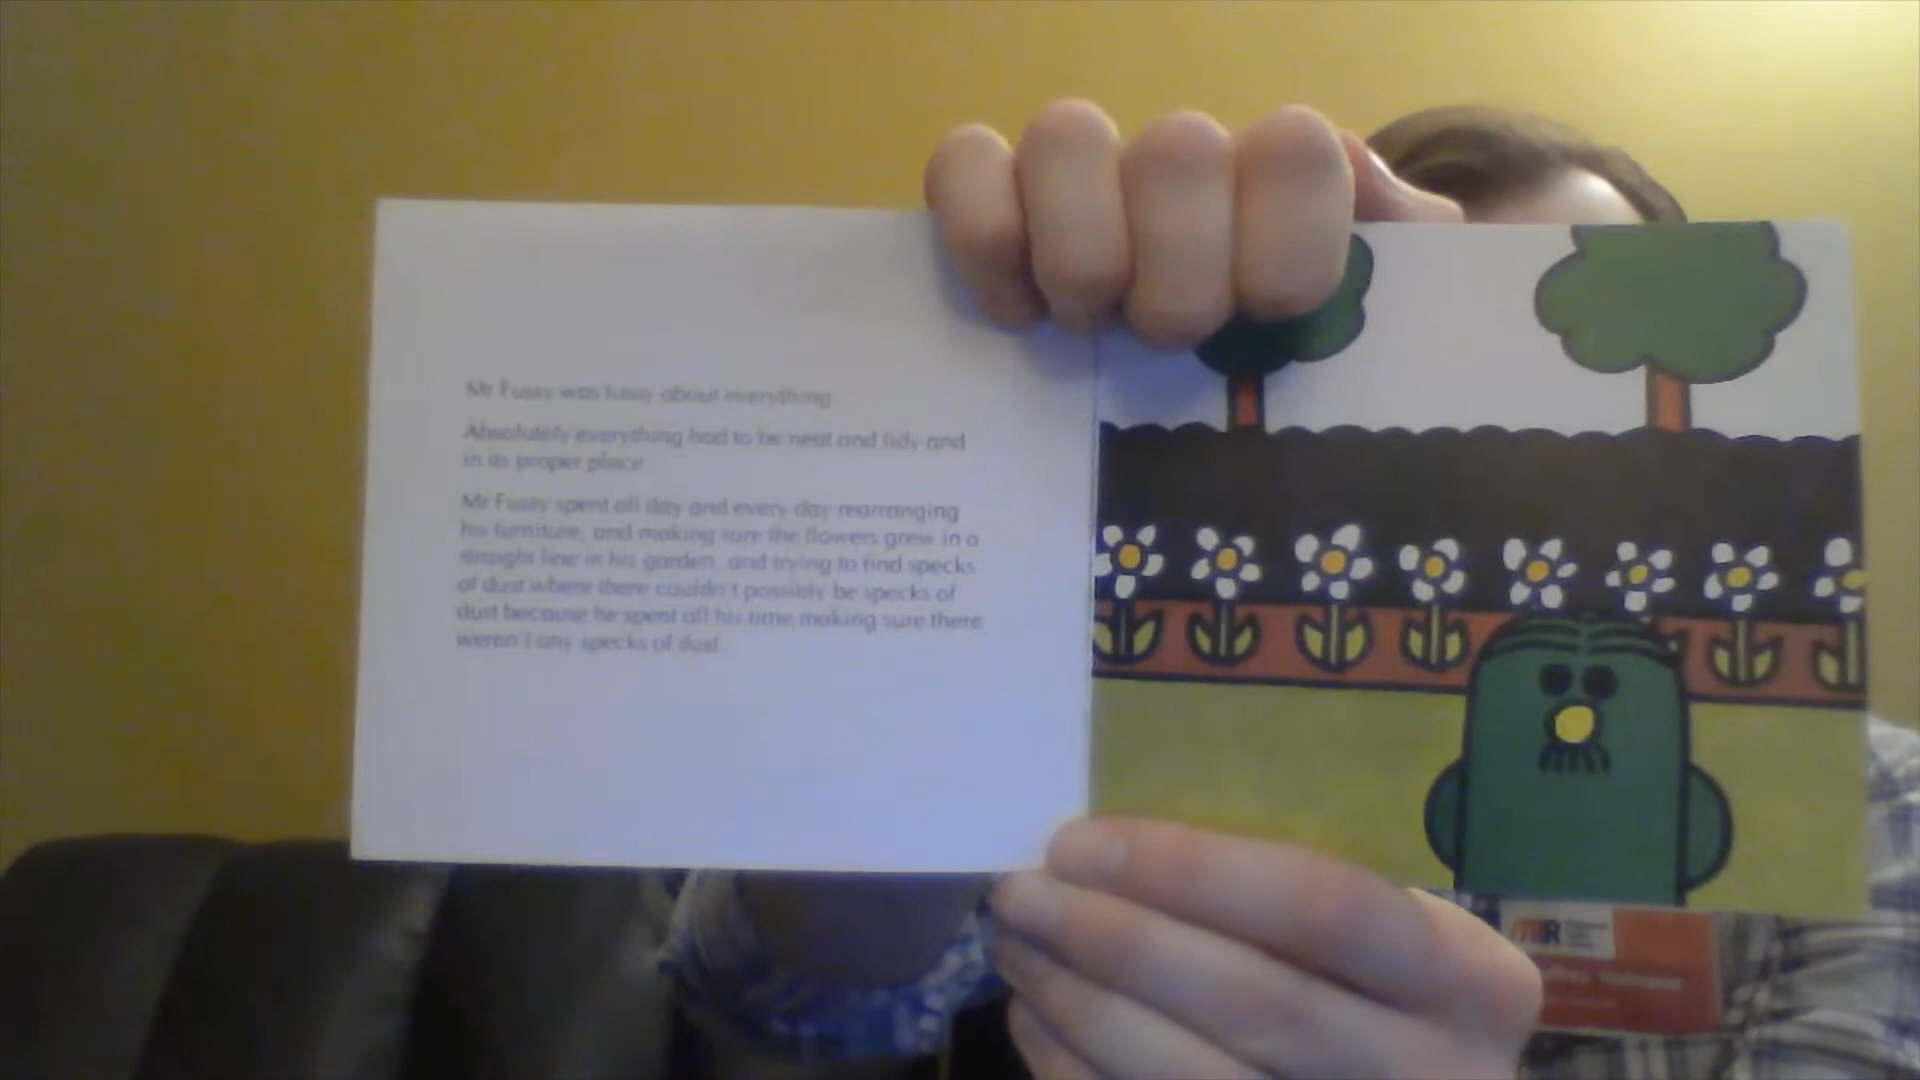 Mr Fussy was fussy about everything.
Absolutely everything had to be neat and tidy and
in its proper place.
Mr Fussy spent all day and every day rearranging
his furniture, and making sure the flowers grew in a
straight line in his garden, and trying to find specks
of dust where there couldn't possibly be specks of
dust because he spent all his time making sure there
weren't any specks of dust.